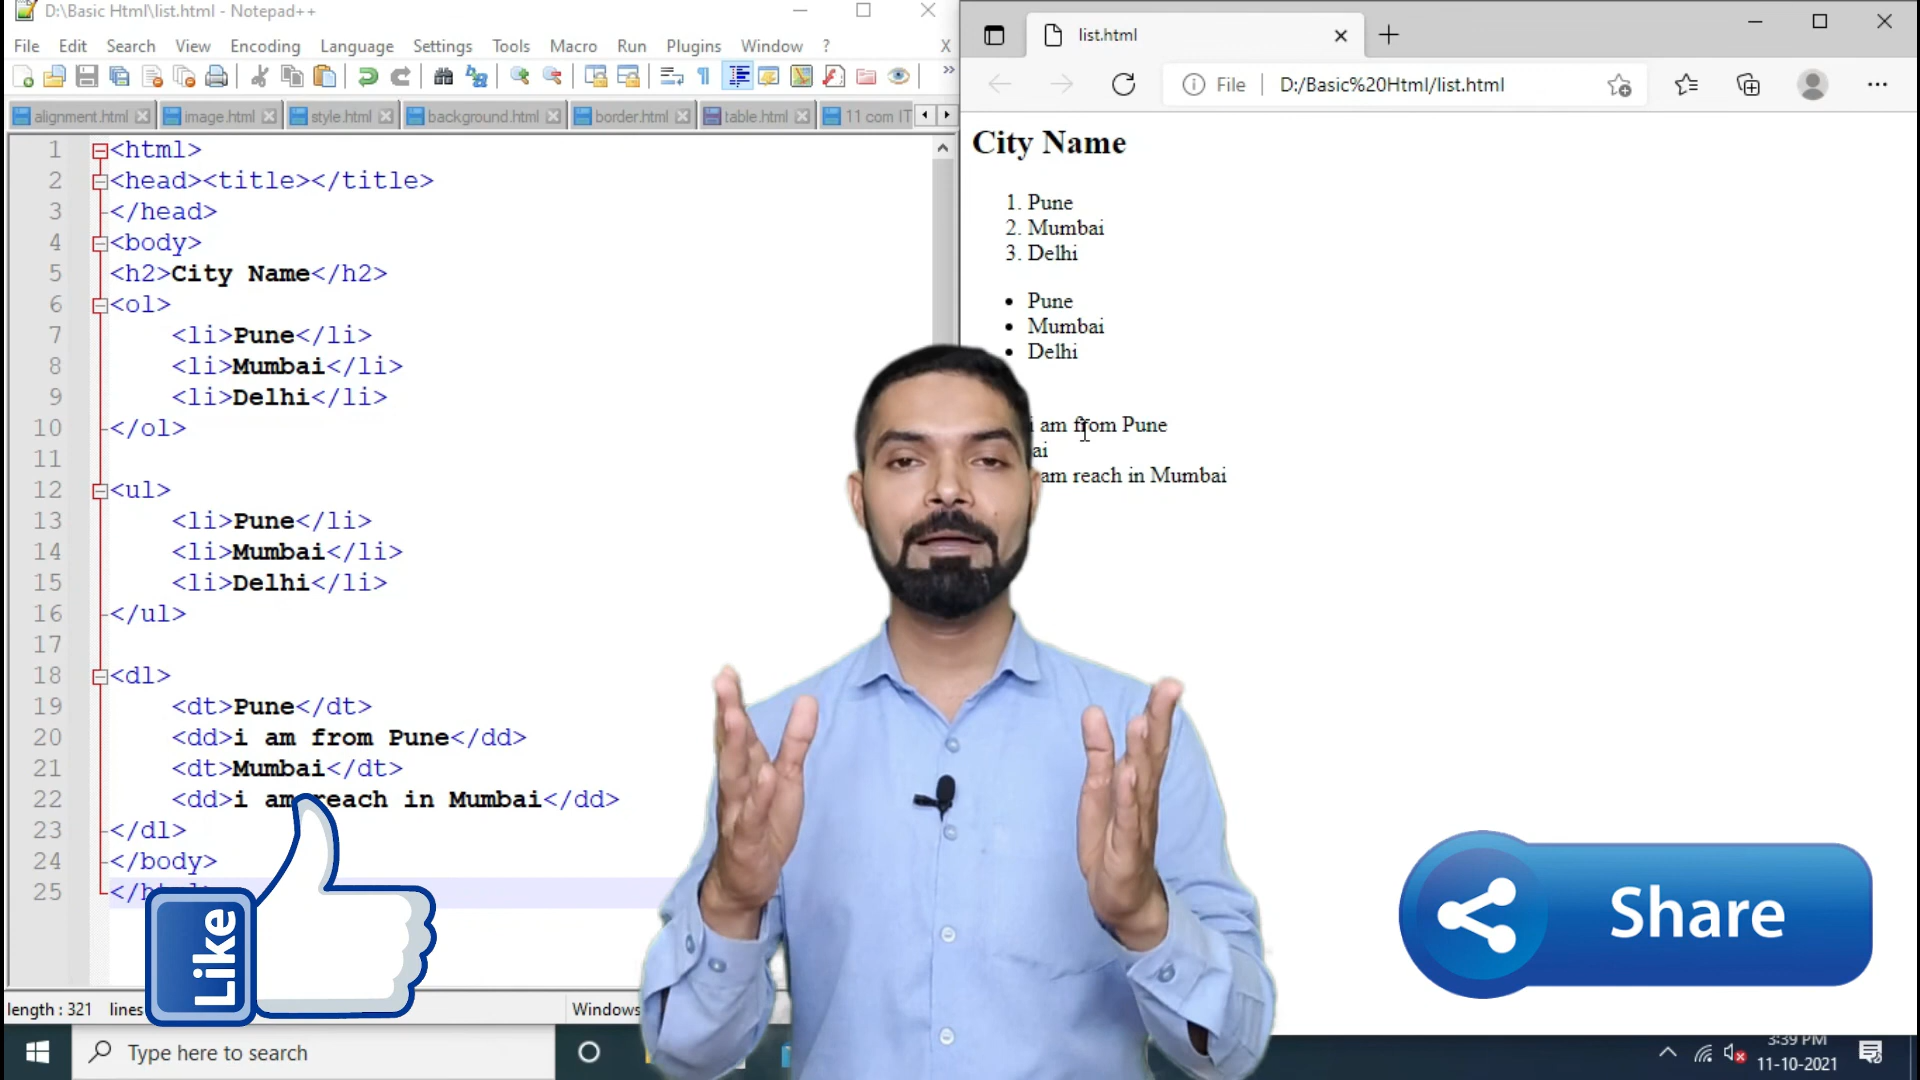 D:\Basic Html\list.html - Notepad++
File Edit Search View Encoding Language Settings Tools Macro Run Plugins Window ? X
alignment.html image.html style.html background.html border.html table.html 11 com IT
1 <html>
2 <head><title></title>
3 </head>
4 <body>
5 <h2>City Name</h2>
6 <ol>
7 <li>Pune</li>
8 <li>Mumbai</li>
9 <li>Delhi</li>
10 </ol>
11
12 <ul>
13 <li>Pune</li>
14 <li>Mumbai</li>
15 <li>Delhi</li>
16 </ul>
17
18 <dl>
19 <dt>Pune</dt>
20 <dd>i am from Pune</dd>
21 <dt>Mumbai</dt>
22 <dd>i am reach in Mumbai</dd>
23 </dl>
24 </body>
25
length : 321 lines
Windows
list.html
File D:/Basic%20Html/list.html
City Name
1. Pune
2. Mumbai
3. Delhi
• Pune
• Mumbai
• Delhi
i am from Pune
ai
am reach in Mumbai
Like
Share
Type here to search
3:39 PM
11-10-2021